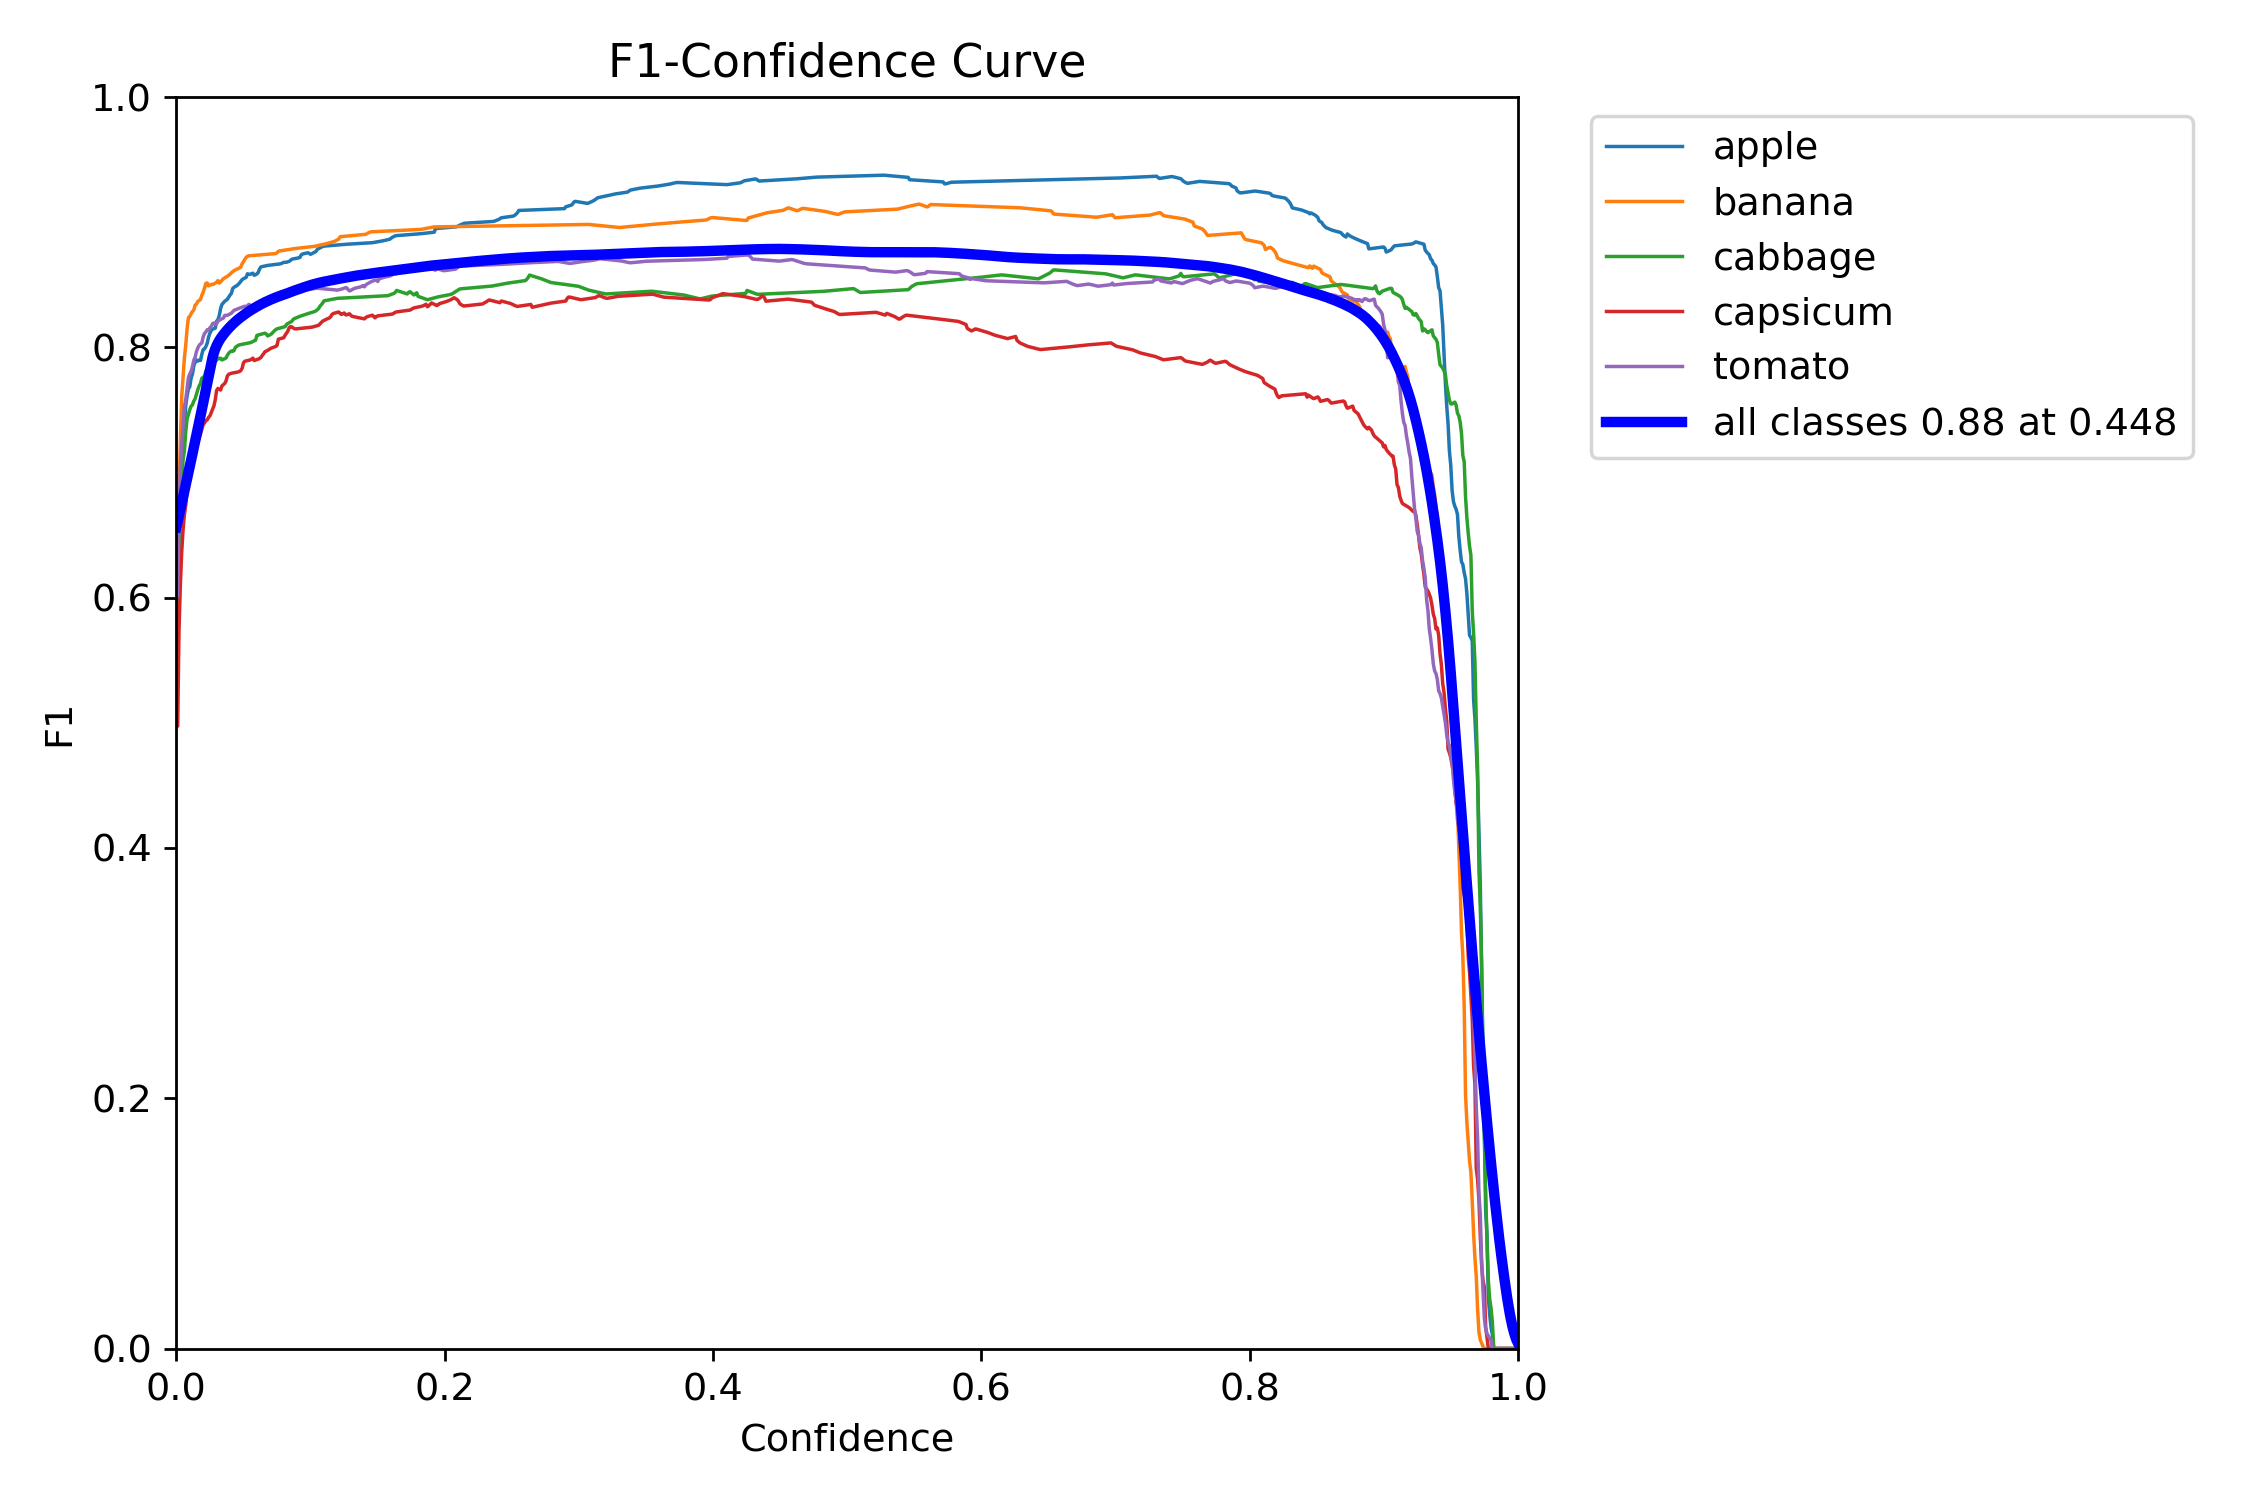 F1-Confidence Curve
1.0
0.8
0.6
0.4
0.2
0.0
F1
0.0 0.2 0.4 0.6 0.8 1.0
Confidence
apple
banana
cabbage
capsicum
tomato
all classes 0.88 at 0.448